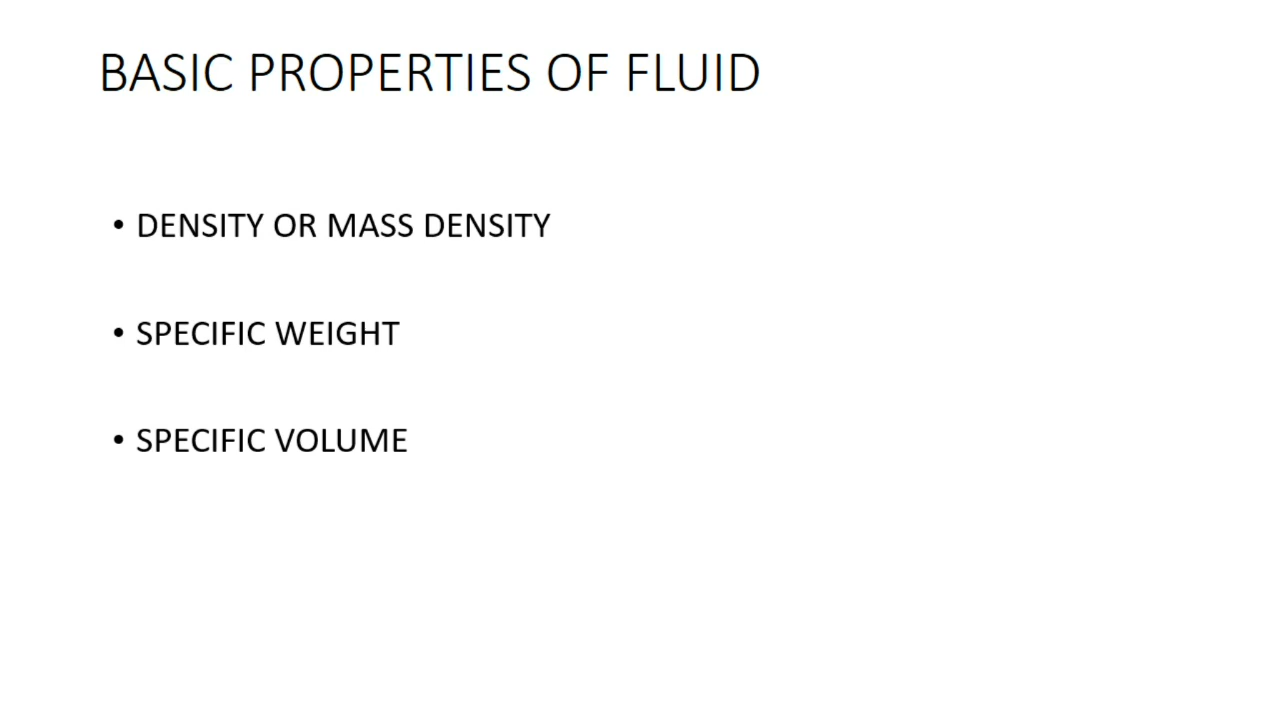 BASIC PROPERTIES OF FLUID
• DENSITY OR MASS DENSITY
• SPECIFIC WEIGHT
• SPECIFIC VOLUME